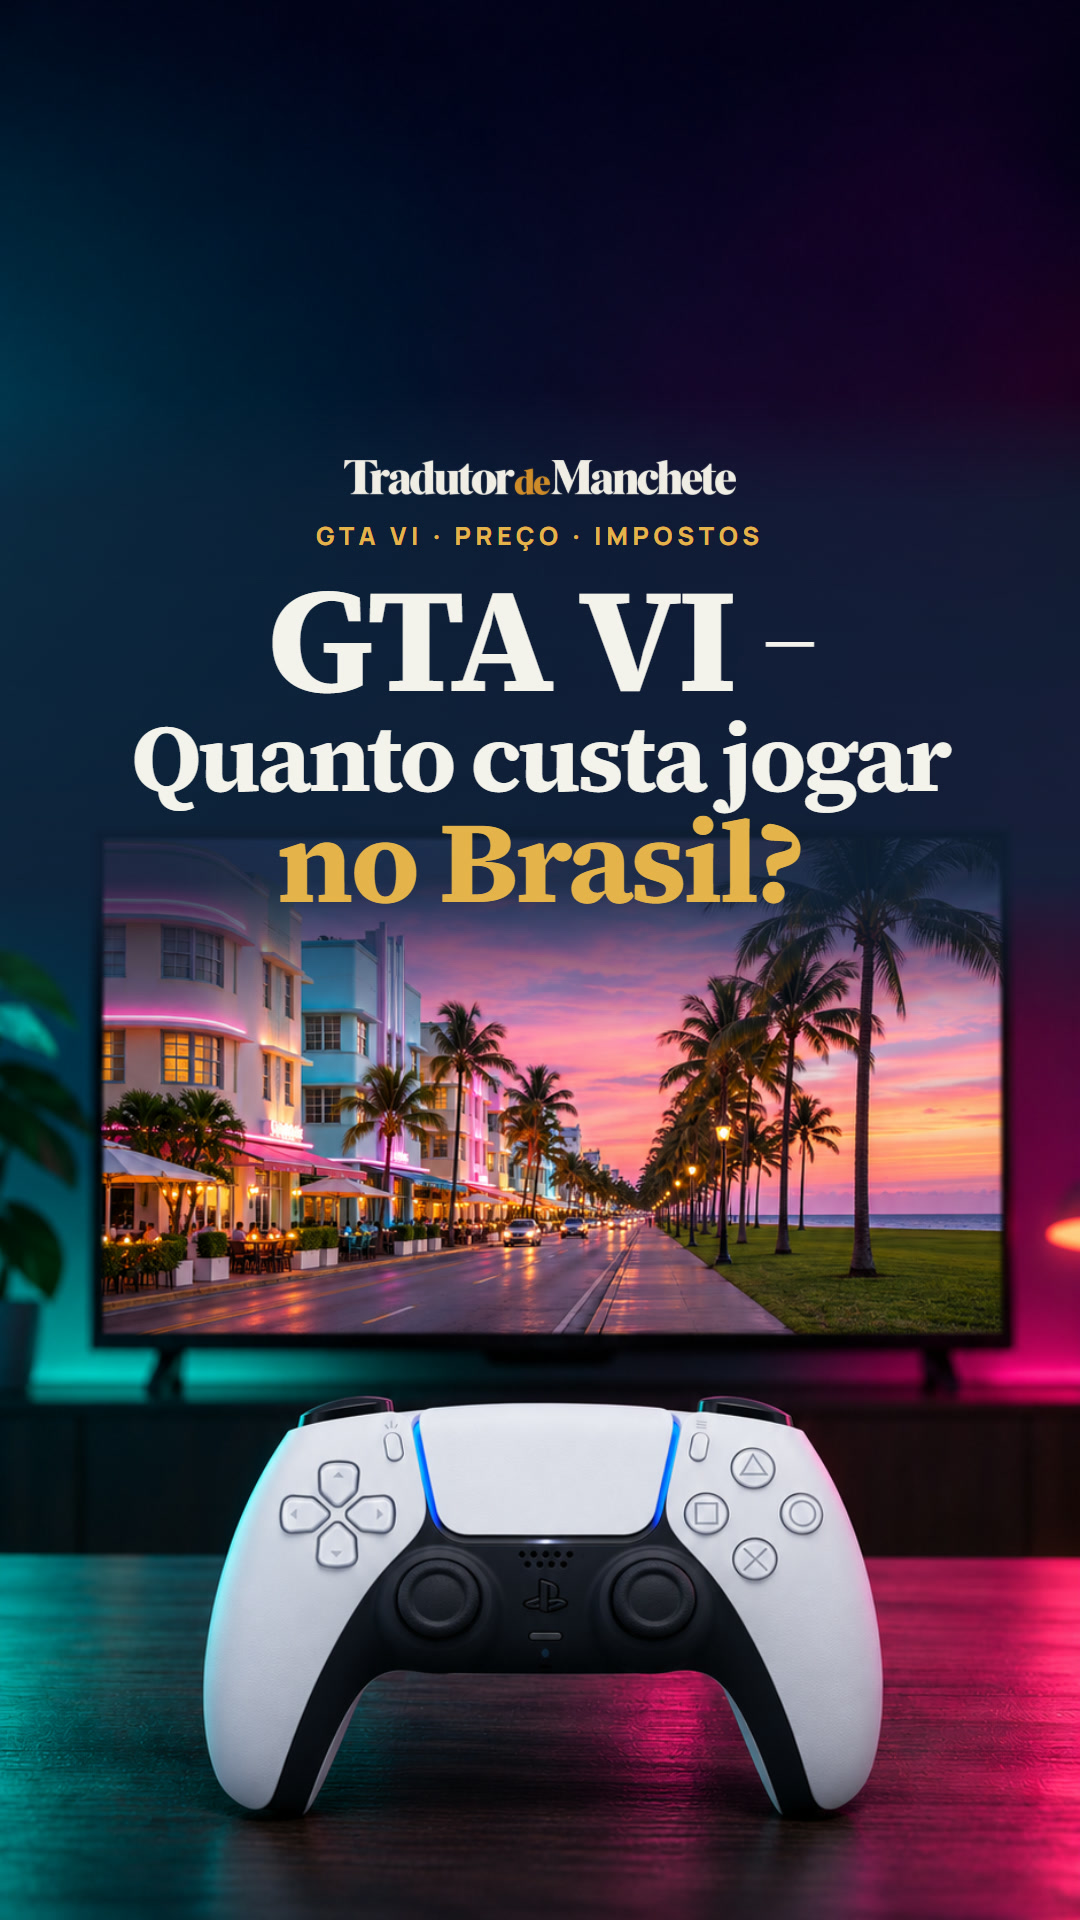 TradutordeManchete
GTA VI · PREÇO · IMPOSTOS
GTA VI –
Quanto custa jogar
no Brasil?